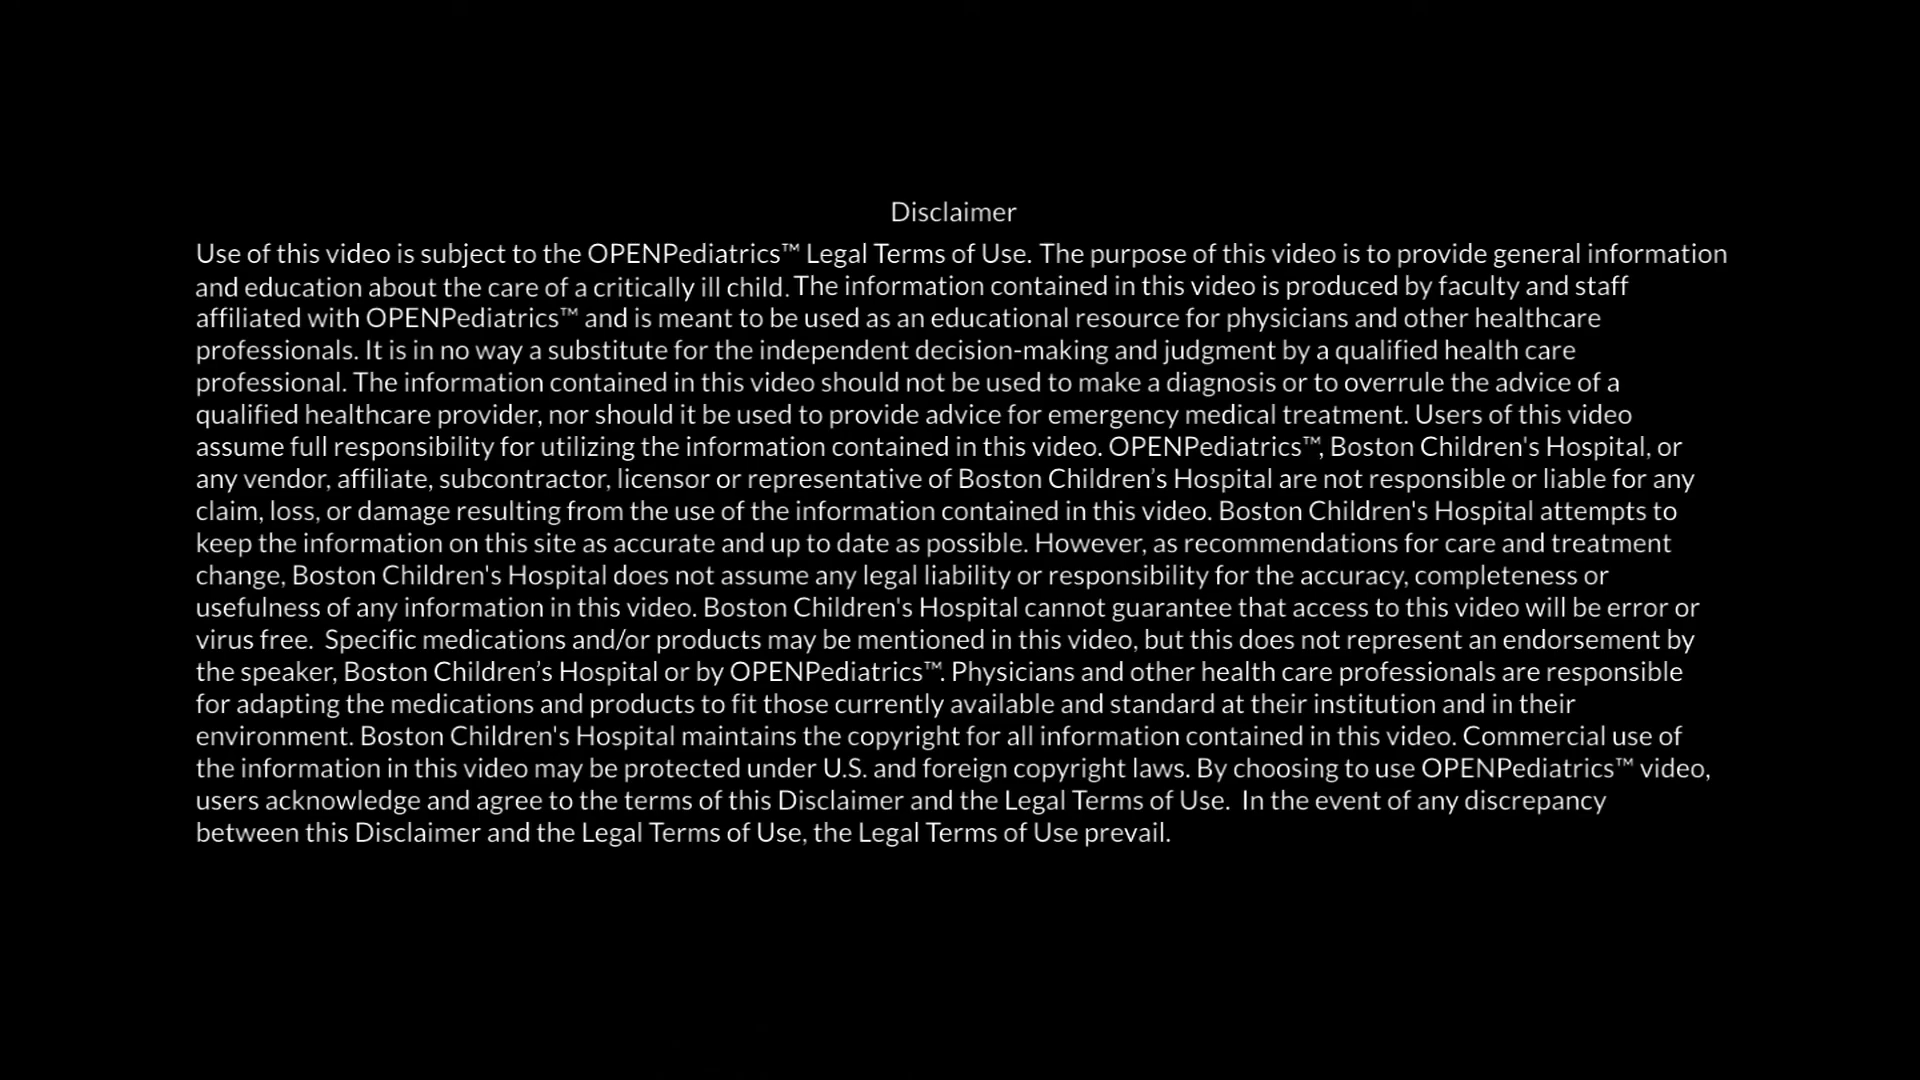 Disclaimer
Use of this video is subject to the OPENPediatrics™ Legal Terms of Use. The purpose of this video is to provide general information
and education about the care of a critically ill child. The information contained in this video is produced by faculty and staff
affiliated with OPENPediatrics™ and is meant to be used as an educational resource for physicians and other healthcare
professionals. It is in no way a substitute for the independent decision-making and judgment by a qualified health care
professional. The information contained in this video should not be used to make a diagnosis or to overrule the advice of a
qualified healthcare provider, nor should it be used to provide advice for emergency medical treatment. Users of this video
assume full responsibility for utilizing the information contained in this video. OPENPediatrics™, Boston Children's Hospital, or
any vendor, affiliate, subcontractor, licensor or representative of Boston Children’s Hospital are not responsible or liable for any
claim, loss, or damage resulting from the use of the information contained in this video. Boston Children's Hospital attempts to
keep the information on this site as accurate and up to date as possible. However, as recommendations for care and treatment
change, Boston Children's Hospital does not assume any legal liability or responsibility for the accuracy, completeness or
usefulness of any information in this video. Boston Children's Hospital cannot guarantee that access to this video will be error or
virus free.  Specific medications and/or products may be mentioned in this video, but this does not represent an endorsement by
the speaker, Boston Children’s Hospital or by OPENPediatrics™. Physicians and other health care professionals are responsible
for adapting the medications and products to fit those currently available and standard at their institution and in their
environment. Boston Children's Hospital maintains the copyright for all information contained in this video. Commercial use of
the information in this video may be protected under U.S. and foreign copyright laws. By choosing to use OPENPediatrics™ video,
users acknowledge and agree to the terms of this Disclaimer and the Legal Terms of Use.  In the event of any discrepancy
between this Disclaimer and the Legal Terms of Use, the Legal Terms of Use prevail.